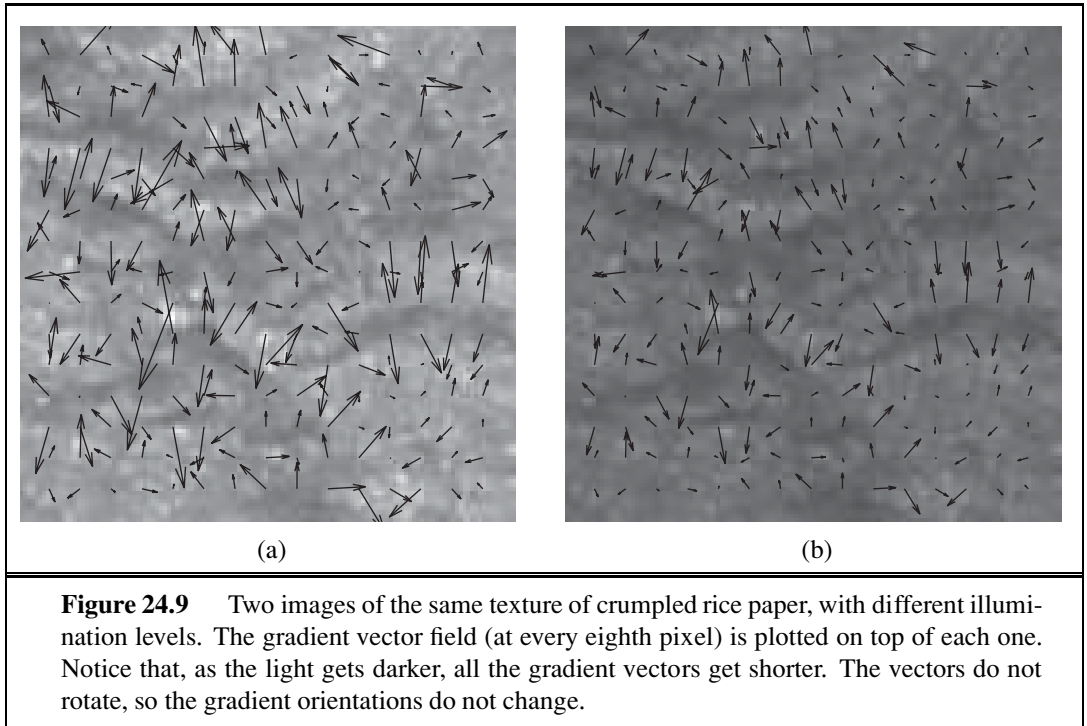 (a)
(b)
Figure 24.9 Two images of the same texture of crumpled rice paper, with different illumi-
nation levels. The gradient vector field (at every eighth pixel) is plotted on top of each one.
Notice that, as the light gets darker, all the gradient vectors get shorter. The vectors do not
rotate, so the gradient orientations do not change.